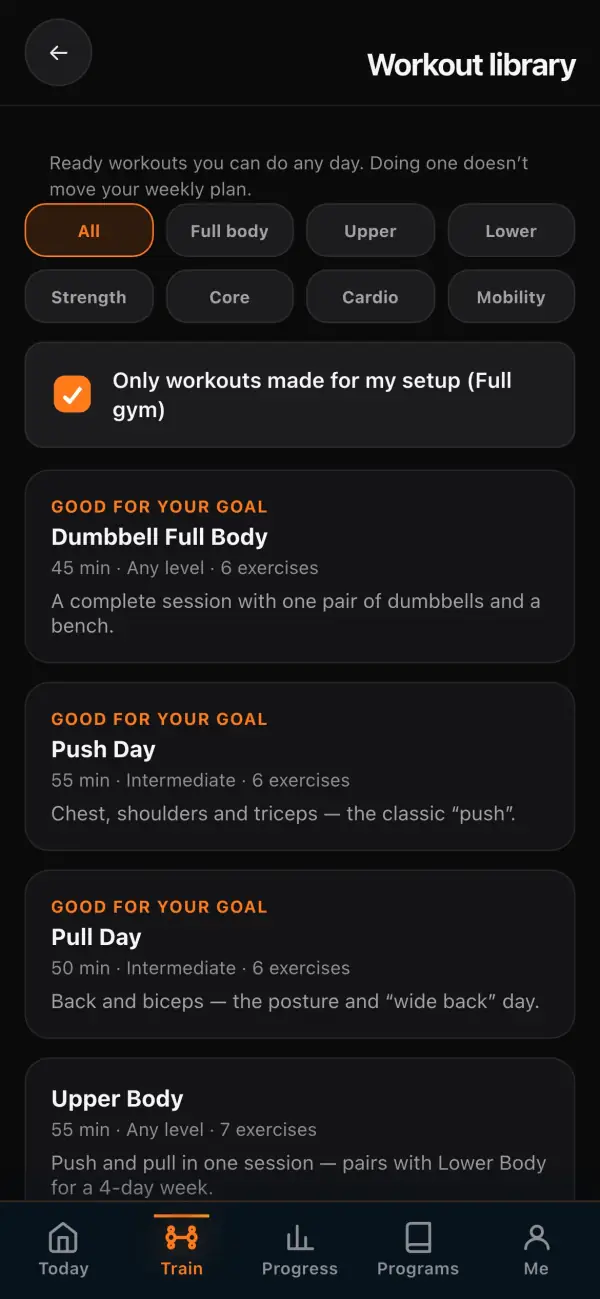 Workout library
Ready workouts you can do any day. Doing one doesn’t
move your weekly plan.
All
Full body
Upper
Lower
Strength
Core
Cardio
Mobility
Only workouts made for my setup (Full
gym)
GOOD FOR YOUR GOAL
Dumbbell Full Body
45 min · Any level · 6 exercises
A complete session with one pair of dumbbells and a
bench.
GOOD FOR YOUR GOAL
Push Day
55 min · Intermediate · 6 exercises
Chest, shoulders and triceps — the classic “push”.
GOOD FOR YOUR GOAL
Pull Day
50 min · Intermediate · 6 exercises
Back and biceps — the posture and “wide back” day.
Upper Body
55 min · Any level · 7 exercises
Push and pull in one session — pairs with Lower Body
for a 4-day week.
Today
Train
Progress
Programs
Me